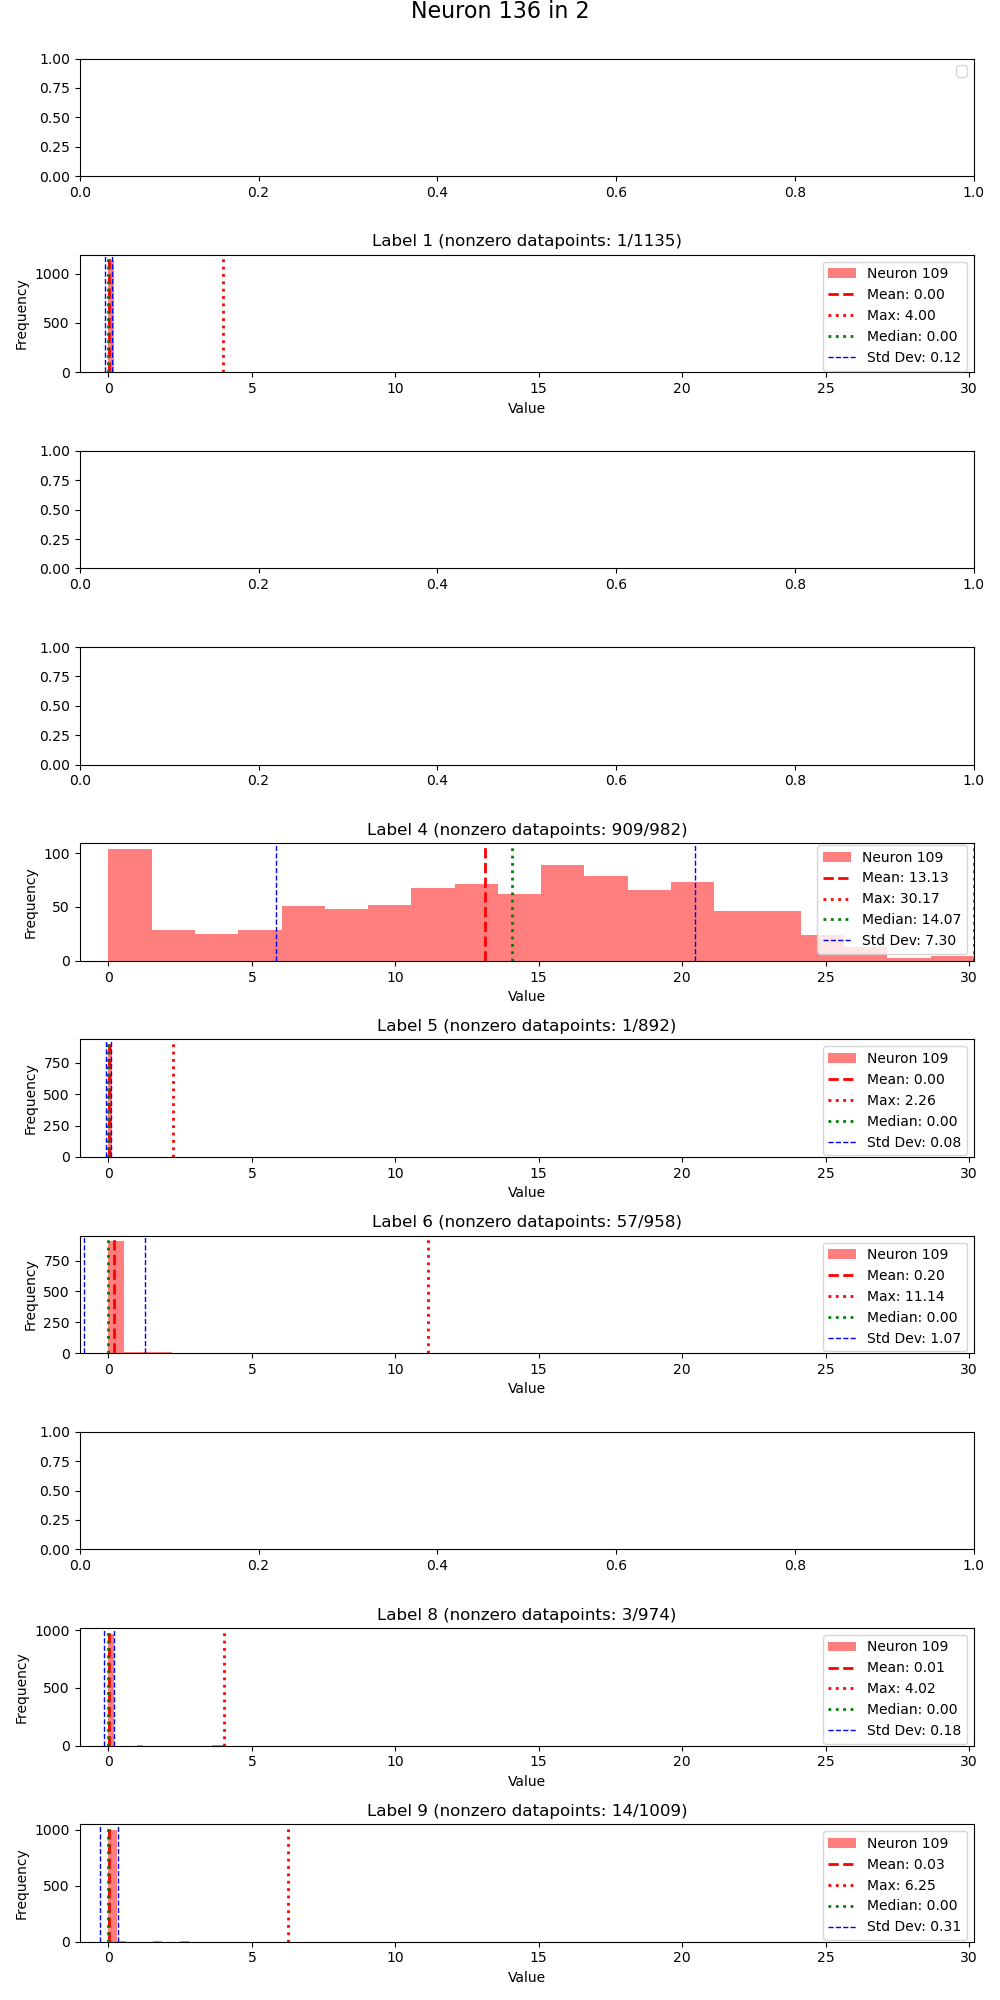 Neuron 136 in 2
1.00
0.75
0.50
0.25
0.00
0.0 0.2 0.4 0.6 0.8 1.0
Label 1 (nonzero datapoints: 1/1135)
Frequency
1000
500
0
Neuron 109
Mean: 0.00
Max: 4.00
Median: 0.00
Std Dev: 0.12
0 5 10 15 20 25 30
Value
1.00
0.75
0.50
0.25
0.00
0.0 0.2 0.4 0.6 0.8 1.0
1.00
0.75
0.50
0.25
0.00
0.0 0.2 0.4 0.6 0.8 1.0
Label 4 (nonzero datapoints: 909/982)
Frequency
100
50
0
Neuron 109
Mean: 13.13
Max: 30.17
Median: 14.07
Std Dev: 7.30
0 5 10 15 20 25 30
Value
Label 5 (nonzero datapoints: 1/892)
Frequency
750
500
250
0
Neuron 109
Mean: 0.00
Max: 2.26
Median: 0.00
Std Dev: 0.08
0 5 10 15 20 25 30
Value
Label 6 (nonzero datapoints: 57/958)
Frequency
750
500
250
0
Neuron 109
Mean: 0.20
Max: 11.14
Median: 0.00
Std Dev: 1.07
0 5 10 15 20 25 30
Value
1.00
0.75
0.50
0.25
0.00
0.0 0.2 0.4 0.6 0.8 1.0
Label 8 (nonzero datapoints: 3/974)
Frequency
1000
500
0
Neuron 109
Mean: 0.01
Max: 4.02
Median: 0.00
Std Dev: 0.18
0 5 10 15 20 25 30
Value
Label 9 (nonzero datapoints: 14/1009)
Frequency
1000
500
0
Neuron 109
Mean: 0.03
Max: 6.25
Median: 0.00
Std Dev: 0.31
0 5 10 15 20 25 30
Value